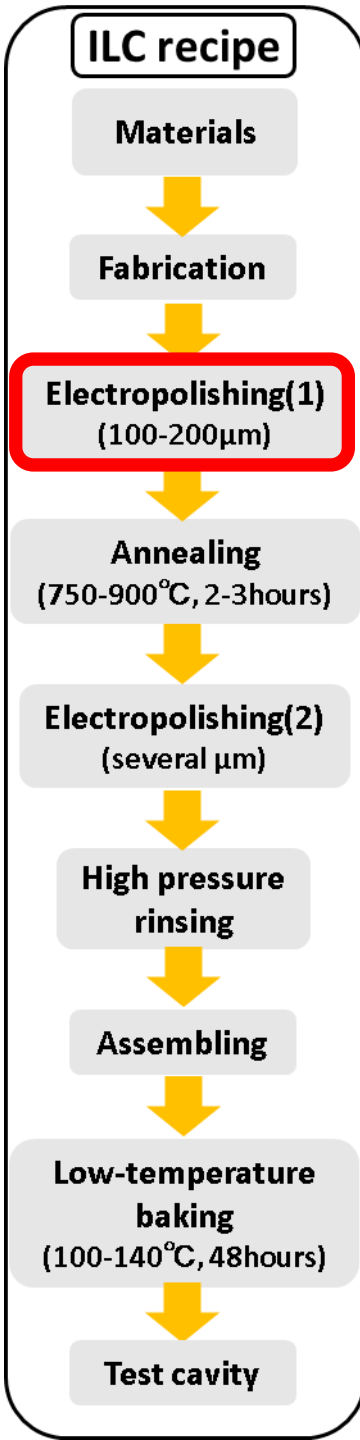 ILC recipe
Materials
Fabrication
Electropolishing(1)
(100-200μm)
Annealing
(750-900℃, 2-3hours)
Electropolishing(2)
(several μm)
High pressure
rinsing
Assembling
Low-temperature
baking
(100-140℃, 48hours)
Test cavity